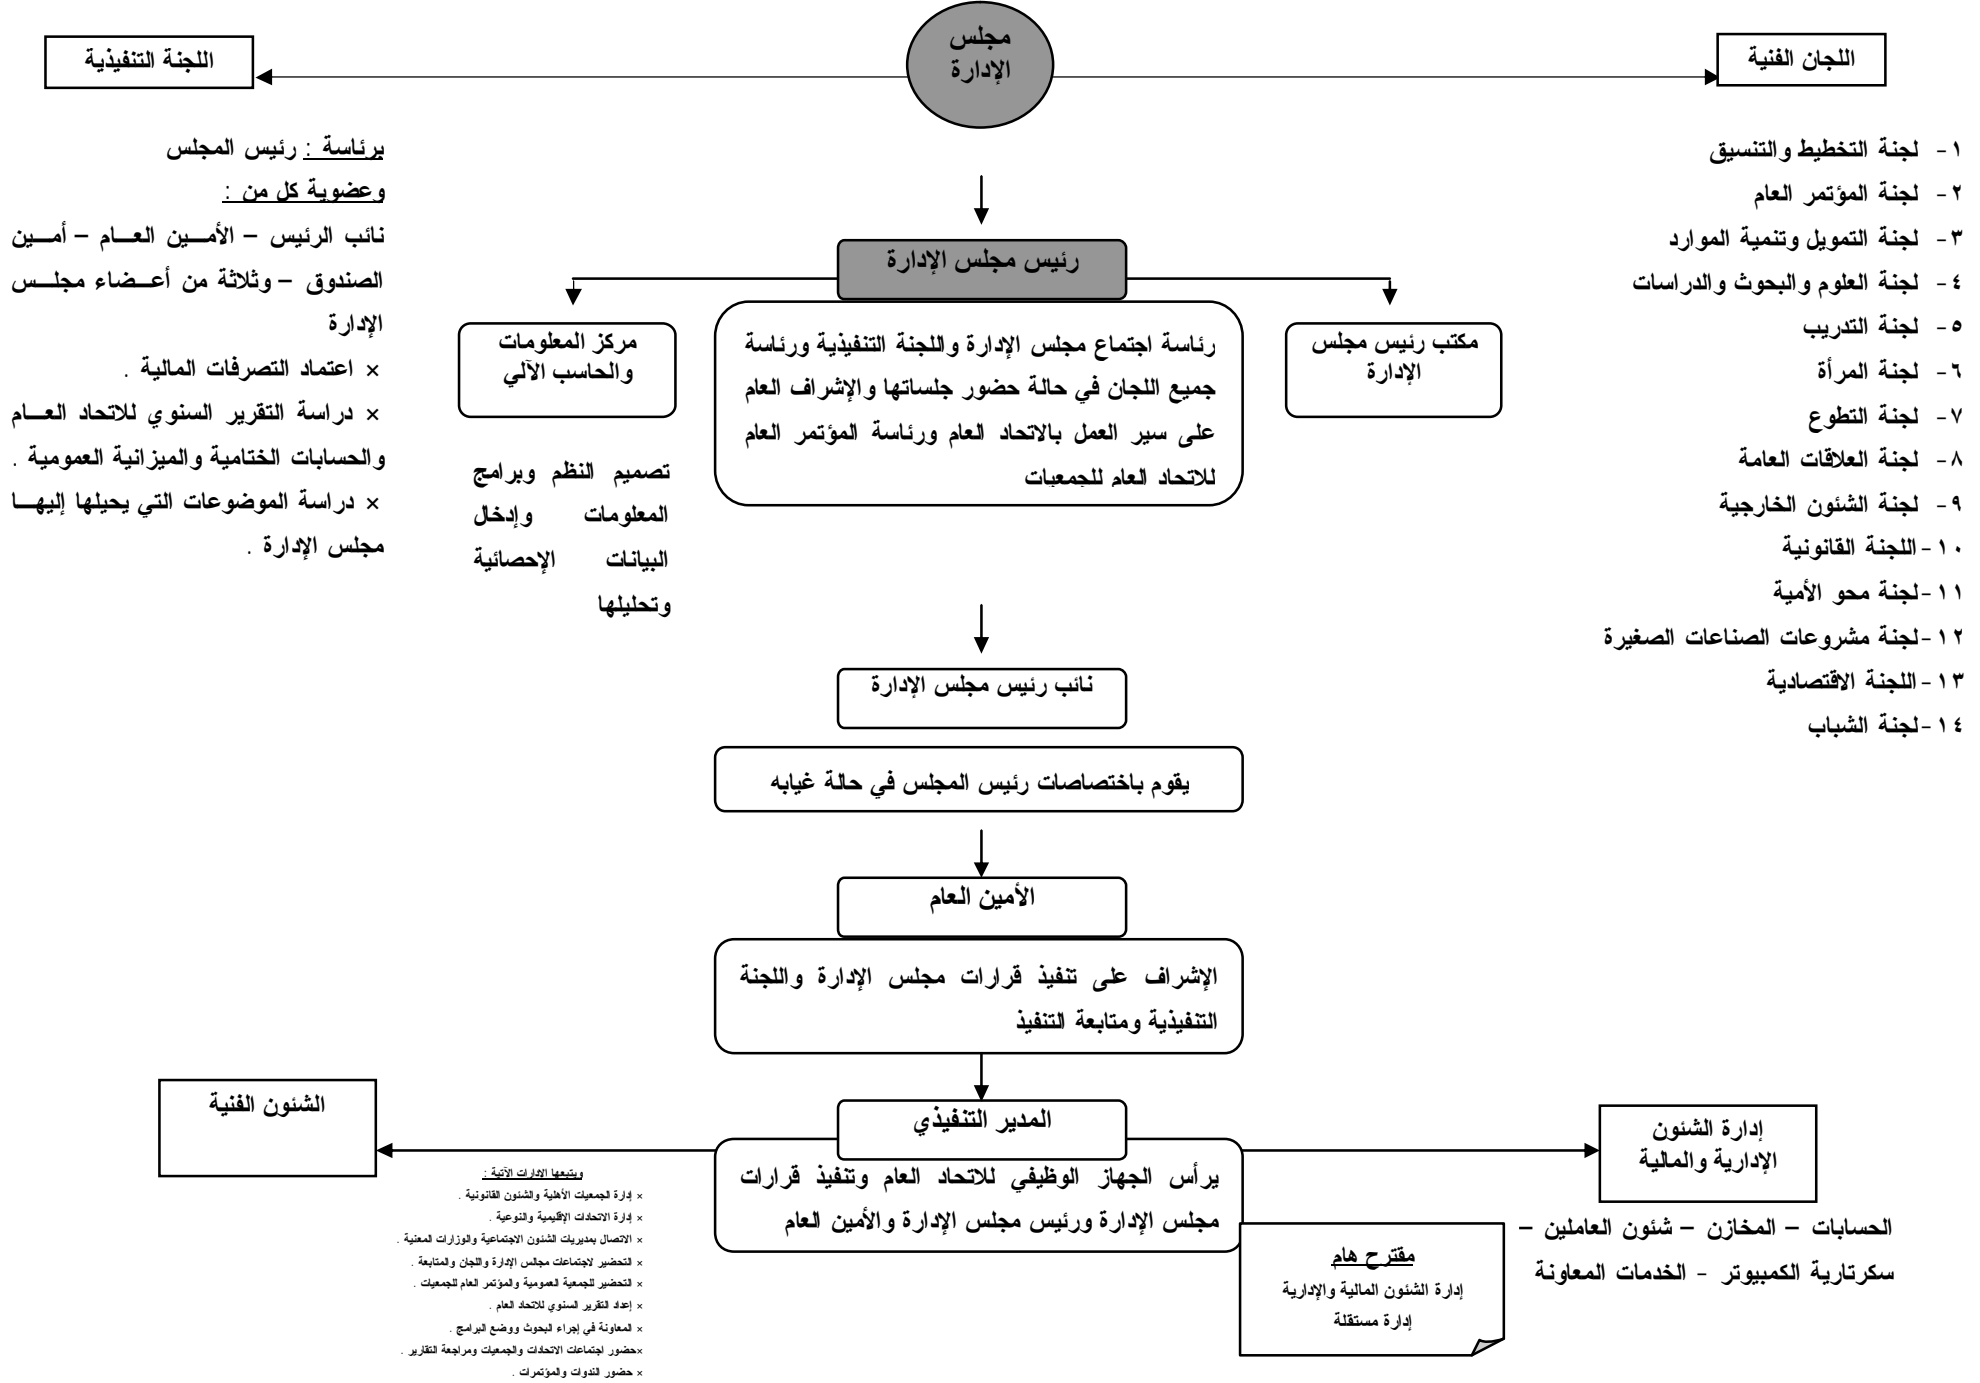 مجلس
الإدارة
اللجان الفنية
١- لجنة التخطيط والتنسيق
٢- لجنة المؤتمر العام
٣- لجنة التمويل وتنمية الموارد
٤- لجنة العلوم والبحوث والدراسات
٥- لجنة التدريب
٦- لجنة المرأة
٧- لجنة التطوع
٨- لجنة العلاقات العامة
٩- لجنة الشئون الخارجية
١٠-اللجنة القانونية
١١-لجنة محو الأمية
١٢-لجنة مشروعات الصناعات الصغيرة
١٣-اللجنة الاقتصادية
١٤-لجنة الشباب
اللجنة التنفيذية
برئاسة : رئيس المجلس
وعضوية كل من :
نائب الرئيس – الأمين العام – أمين
الصندوق – وثلاثة من أعضاء مجلس
الإدارة
× اعتماد التصرفات المالية .
× دراسة التقرير السنوي للاتحاد العام
والحسابات الختامية والميزانية العمومية .
× دراسة الموضوعات التي يحيلها إليها
مجلس الإدارة .
رئيس مجلس الإدارة
رئاسة اجتماع مجلس الإدارة واللجنة التنفيذية ورئاسة
جميع اللجان في حالة حضور جلساتها والإشراف العام
على سير العمل بالاتحاد العام ورئاسة المؤتمر العام
للاتحاد العام للجمعيات
مكتب رئيس مجلس
الإدارة
مركز المعلومات
والحاسب الآلي
تصميم النظم وبرامج
المعلومات وإدخال
البيانات الإحصائية
وتحليلها
نائب رئيس مجلس الإدارة
يقوم باختصاصات رئيس المجلس في حالة غيابه
الأمين العام
الإشراف على تنفيذ قرارات مجلس الإدارة واللجنة
التنفيذية ومتابعة التنفيذ
المدير التنفيذي
يرأس الجهاز الوظيفي للاتحاد العام وتنفيذ قرارات
مجلس الإدارة ورئيس مجلس الإدارة والأمين العام
إدارة الشئون
الإدارية والمالية
الحسابات – المخازن – شئون العاملين –
سكرتارية الكمبيوتر - الخدمات المعاونة
مقترح هام
إدارة الشئون المالية والإدارية
إدارة مستقلة
الشئون الفنية
ويتبعها الادارات الآتية :
× إدارة الجمعيات الأهلية والشئون القانونية .
× إدارة الاتحادات الإقليمية والنوعية .
× الاتصال بمديريات الشئون الاجتماعية والوزارات المعنية .
× التحضير لاجتماعات مجالس الإدارة واللجان والمتابعة .
× التحضير للجمعية العمومية والمؤتمر العام للجمعيات .
× إعداد التقرير السنوي للاتحاد العام .
× المعاونة في إجراء البحوث ووضع البرامج .
×حضور اجتماعات الاتحادات والجمعيات ومراجعة التقارير .
× حضور الندوات والمؤتمرات .